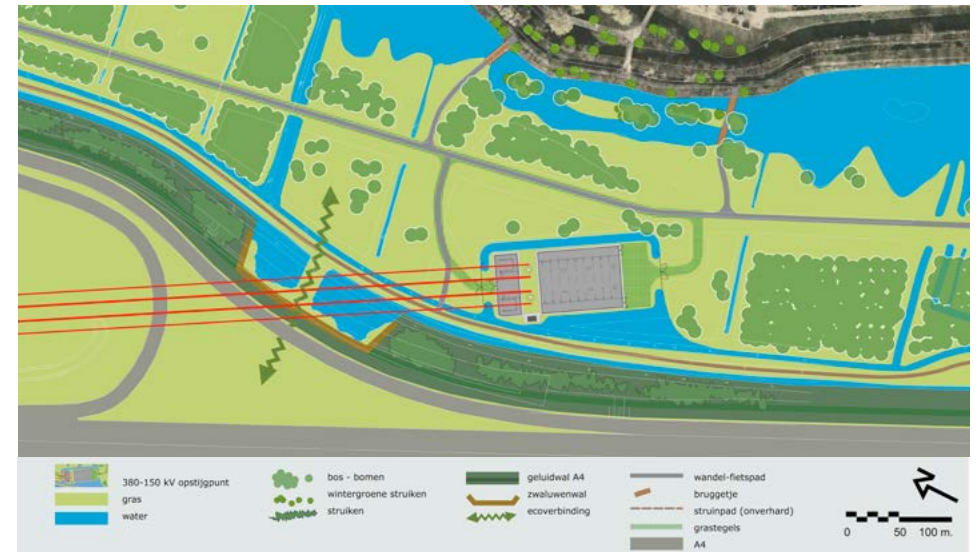 380-150 kV opstijgpunt
gras
water
bos - bomen
wintergroene struiken
struiken
geluidwal A4
zwaluwenwal
ecoverbinding
wandel-fietspad
bruggetje
struinpad (onverhard)
grastegels
A4
0 50 100 m.